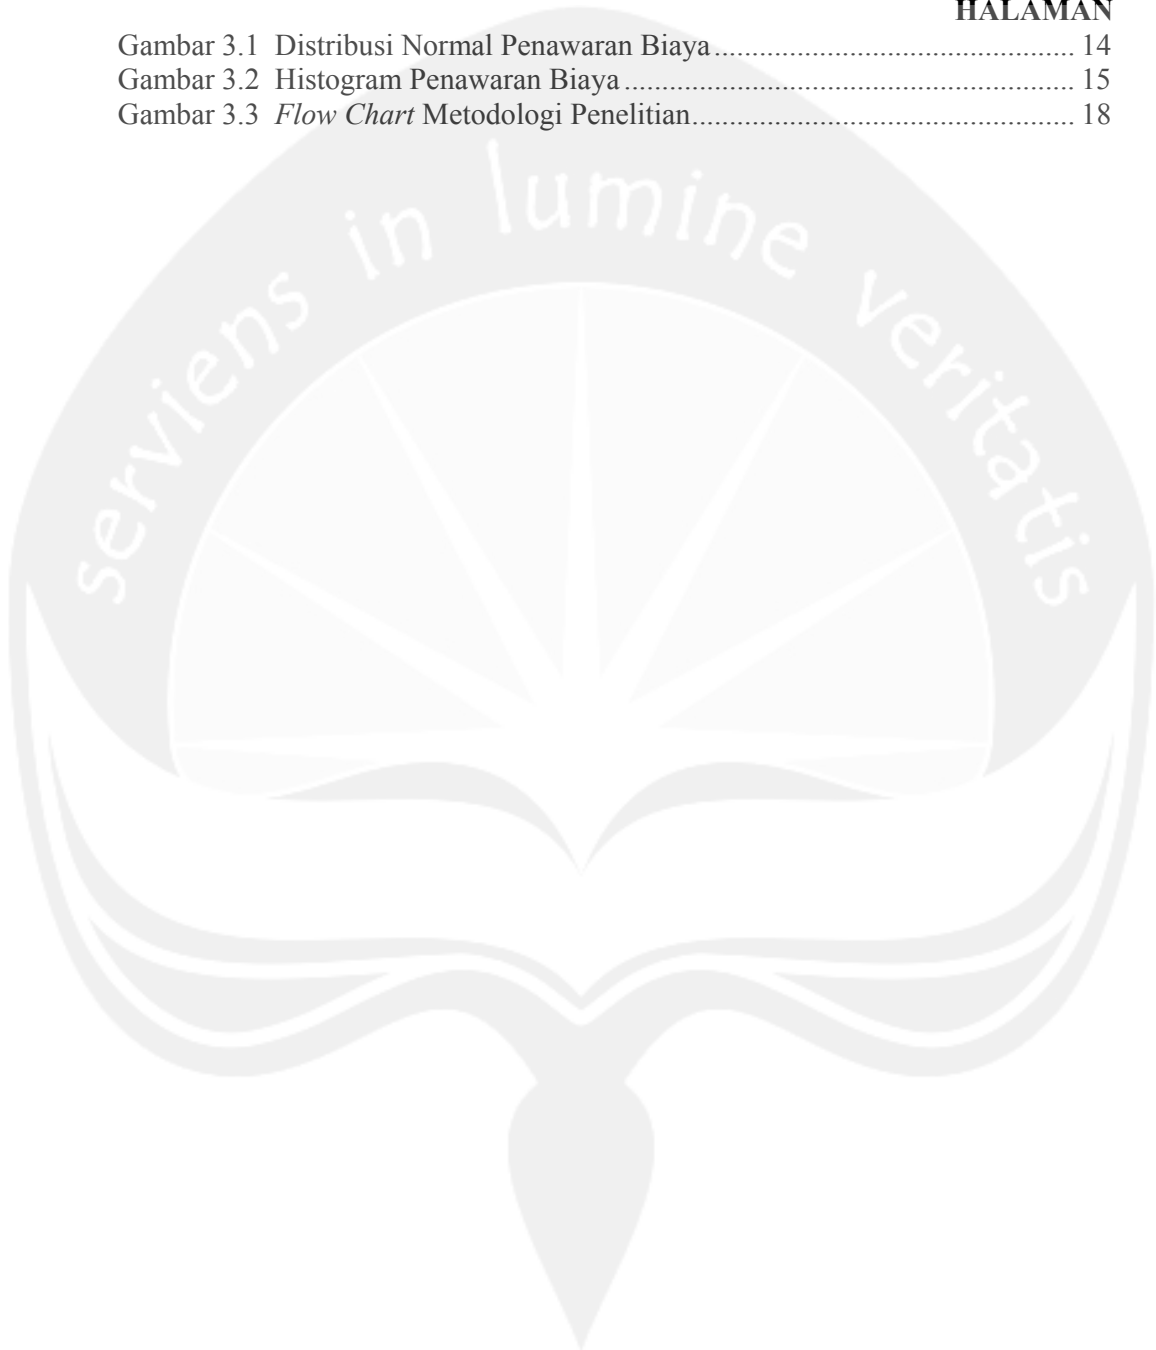 HALAMAN
Gambar 3.1 Distribusi Normal Penawaran Biaya................................................ 14
Gambar 3.2 Histogram Penawaran Biaya............................................................ 15
Gambar 3.3 Flow Chart Metodologi Penelitian................................................... 18
serviens in lumine veritatis